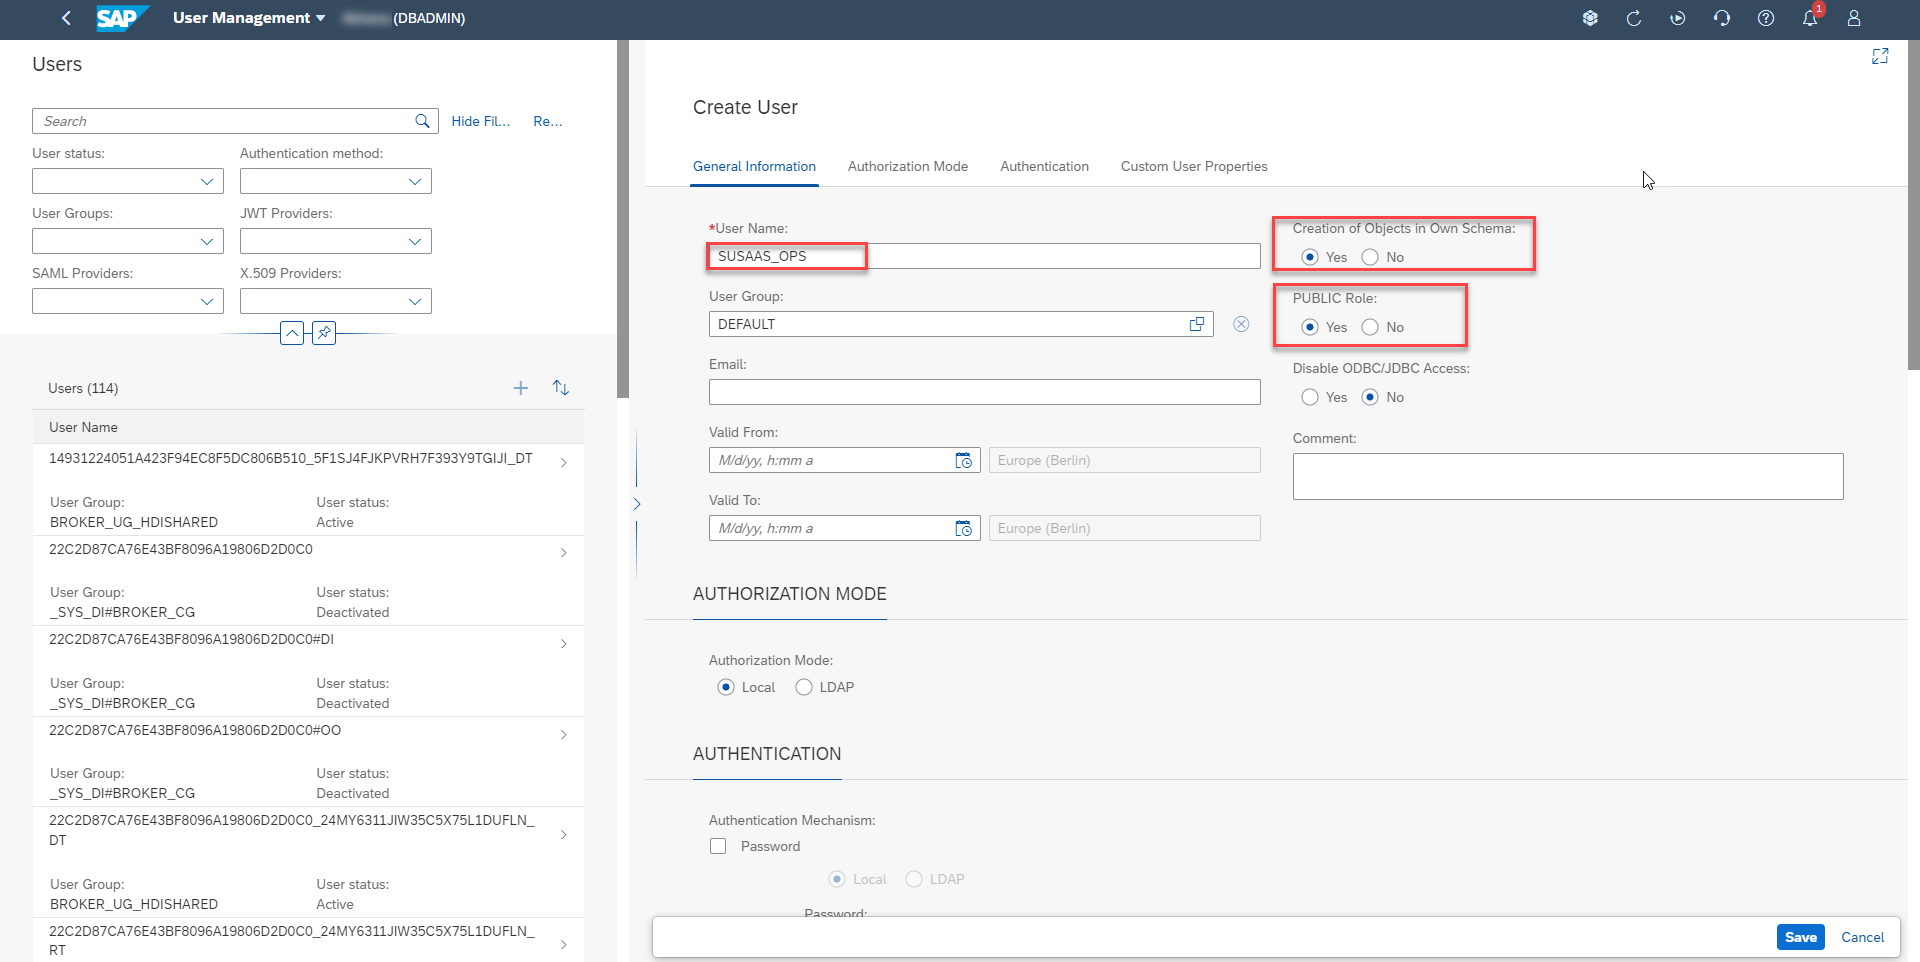 SAP User Management (DBADMIN) 1
Users
Search Hide Fil... Re...
User status: Authentication method:
User Groups: JWT Providers:
SAML Providers: X.509 Providers:
Users (114)
User Name
14931224051A423F94EC8F5DC806B510_5F1SJ4FJKPVRH7F393Y9TGIJI_DT
User Group: User status:
BROKER_UG_HDISHARED Active
22C2D87CA76E43BF8096A19806D2D0C0
User Group: User status:
_SYS_DI#BROKER_CG Deactivated
22C2D87CA76E43BF8096A19806D2D0C0#DI
User Group: User status:
_SYS_DI#BROKER_CG Deactivated
22C2D87CA76E43BF8096A19806D2D0C0#OO
User Group: User status:
_SYS_DI#BROKER_CG Deactivated
22C2D87CA76E43BF8096A19806D2D0C0_24MY6311JIW35C5X75L1DUFLN_
DT
User Group: User status:
BROKER_UG_HDISHARED Active
22C2D87CA76E43BF8096A19806D2D0C0_24MY6311JIW35C5X75L1DUFLN_
RT
Create User
General Information Authorization Mode Authentication Custom User Properties
*User Name:
SUSAAS_OPS
User Group:
DEFAULT
Email:
Valid From:
M/d/yy, h:mm a Europe (Berlin)
Valid To:
M/d/yy, h:mm a Europe (Berlin)
Creation of Objects in Own Schema:
Yes No
PUBLIC Role:
Yes No
Disable ODBC/JDBC Access:
Yes No
Comment:
AUTHORIZATION MODE
Authorization Mode:
Local LDAP
AUTHENTICATION
Authentication Mechanism:
Password
Local LDAP
Password:
Save Cancel